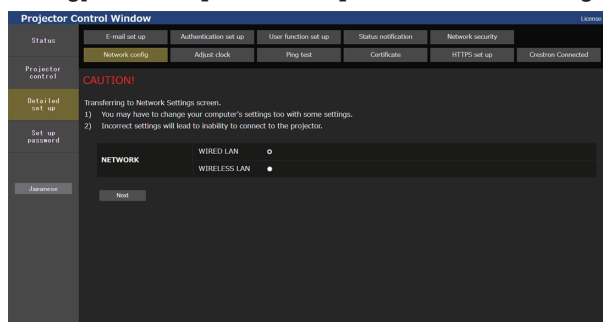 Projector Control Window
License
Status
Projector
control
Detailed
set up
Set up
password
Japanese
E-mail set up
Authentication set up
User function set up
Status notification
Network security
Network config
Adjust clock
Ping test
Certificate
HTTPS set up
Crestron Connected
CAUTION!
Transferring to Network Settings screen.
1) You may have to change your computer's settings too with some settings.
2) Incorrect settings will lead to inability to connect to the projector.
NETWORK
WIRED LAN
WIRELESS LAN
Next